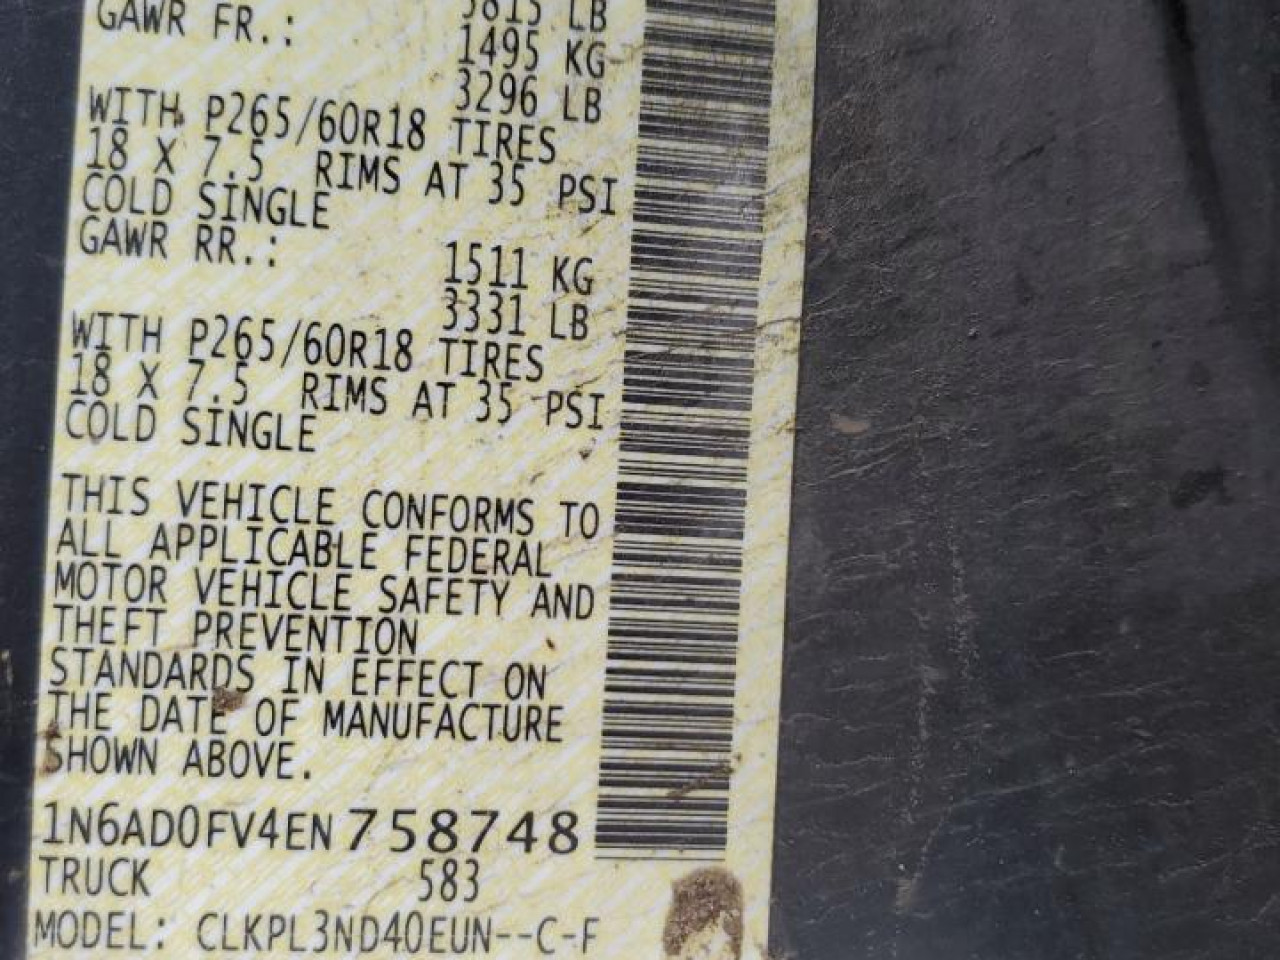 5815 LB
GAWR FR.:
1495 KG
3296 LB
WITH P265/60R18 TIRES
18 X 7.5 RIMS AT 35 PSI
COLD SINGLE
GAWR RR.:
1511 KG
3331 LB
WITH P265/60R18 TIRES
18 X 7.5 RIMS AT 35 PSI
COLD SINGLE
THIS VEHICLE CONFORMS TO
ALL APPLICABLE FEDERAL
MOTOR VEHICLE SAFETY AND
THEFT PREVENTION
STANDARDS IN EFFECT ON
THE DATE OF MANUFACTURE
SHOWN ABOVE.
1N6AD0FV4EN758748
TRUCK 583
MODEL: CLKPL3ND40EUN--C-F